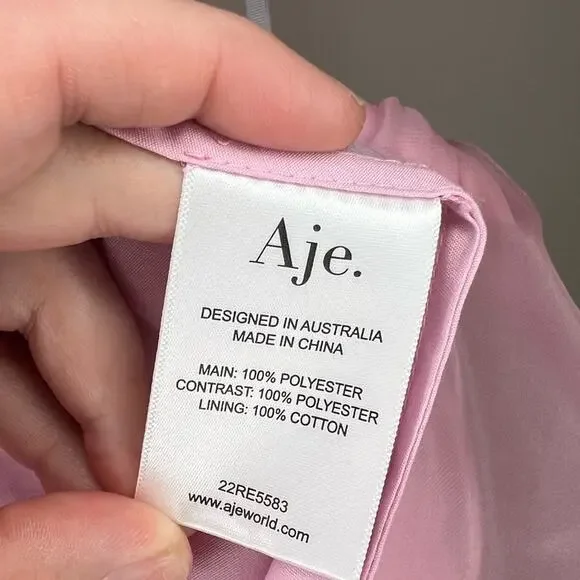 Aje.
DESIGNED IN AUSTRALIA
MADE IN CHINA
MAIN: 100% POLYESTER
CONTRAST: 100% POLYESTER
LINING: 100% COTTON
22RE5583
www.ajeworld.com